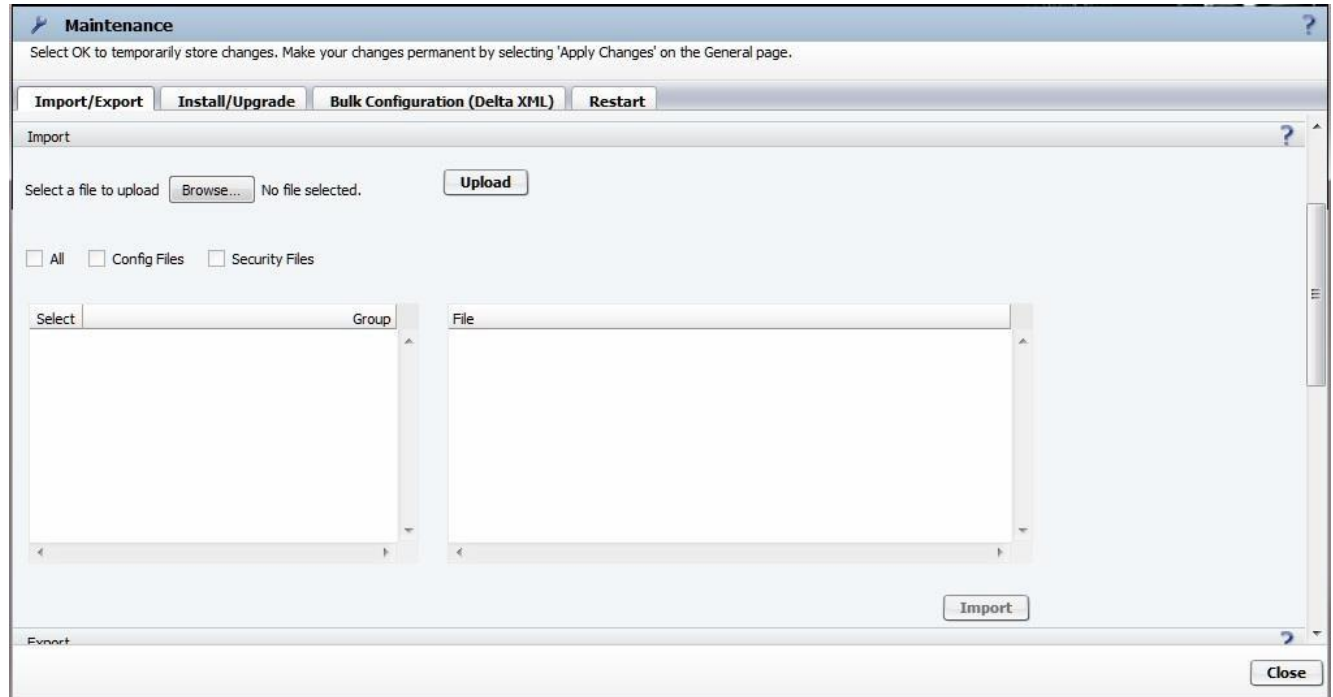 Maintenance
?
Select OK to temporarily store changes. Make your changes permanent by selecting 'Apply Changes' on the General page.
Import/Export Install/Upgrade Bulk Configuration (Delta XML) Restart
Import ?
Select a file to upload Browse... No file selected. Upload
All Config Files Security Files
Select Group File
Import
Export ?
Close